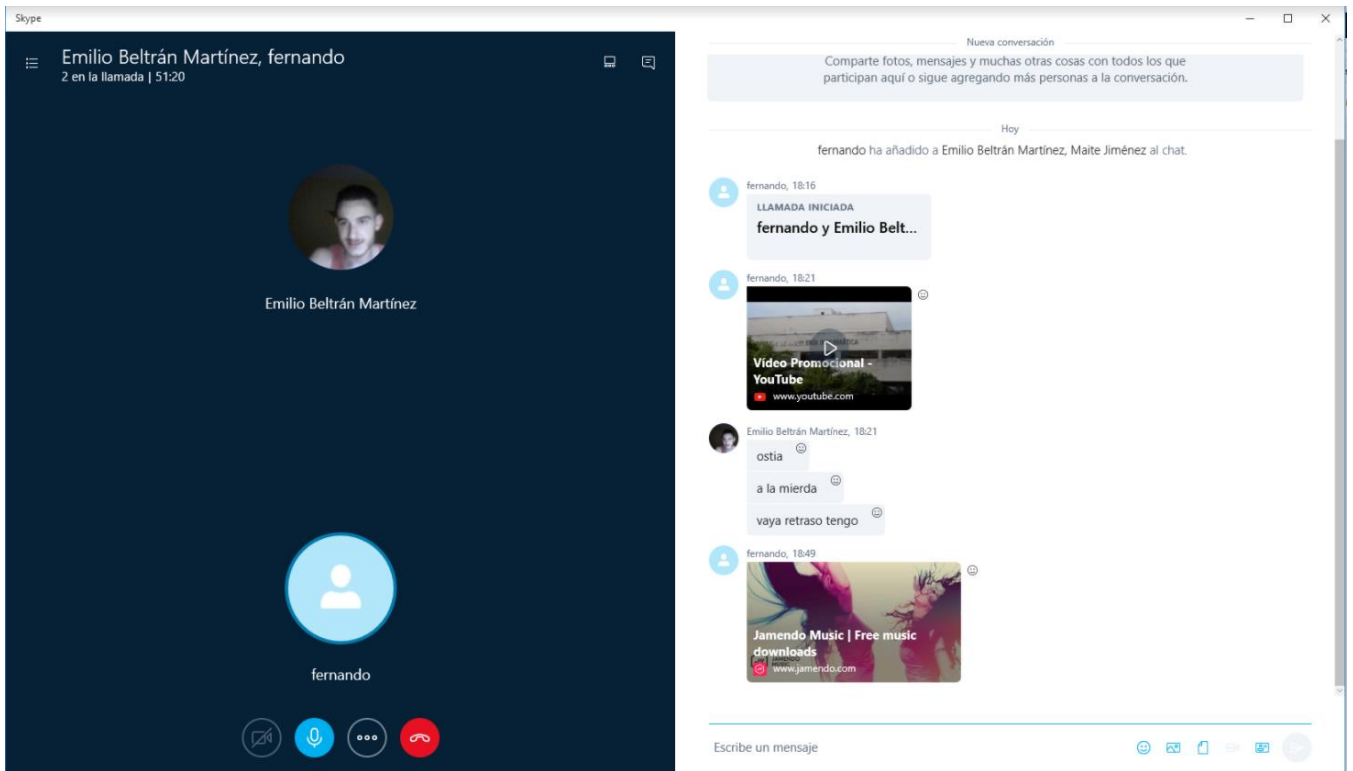 Skype
Emilio Beltrán Martínez, fernando
2 en la llamada | 51:20
Emilio Beltrán Martínez
fernando
Nueva conversación
Comparte fotos, mensajes y muchas otras cosas con todos los que
participan aquí o sigue agregando más personas a la conversación.
Hoy
fernando ha añadido a Emilio Beltrán Martínez, Maite Jiménez al chat.
fernando, 18:16
LLAMADA INICIADA
fernando y Emilio Belt...
fernando, 18:21
Vídeo Promocional -
YouTube
www.youtube.com
Emilio Beltrán Martínez, 18:21
ostia
a la mierda
vaya retraso tengo
fernando, 18:49
Jamendo Music | Free music
downloads
www.jamendo.com
Escribe un mensaje